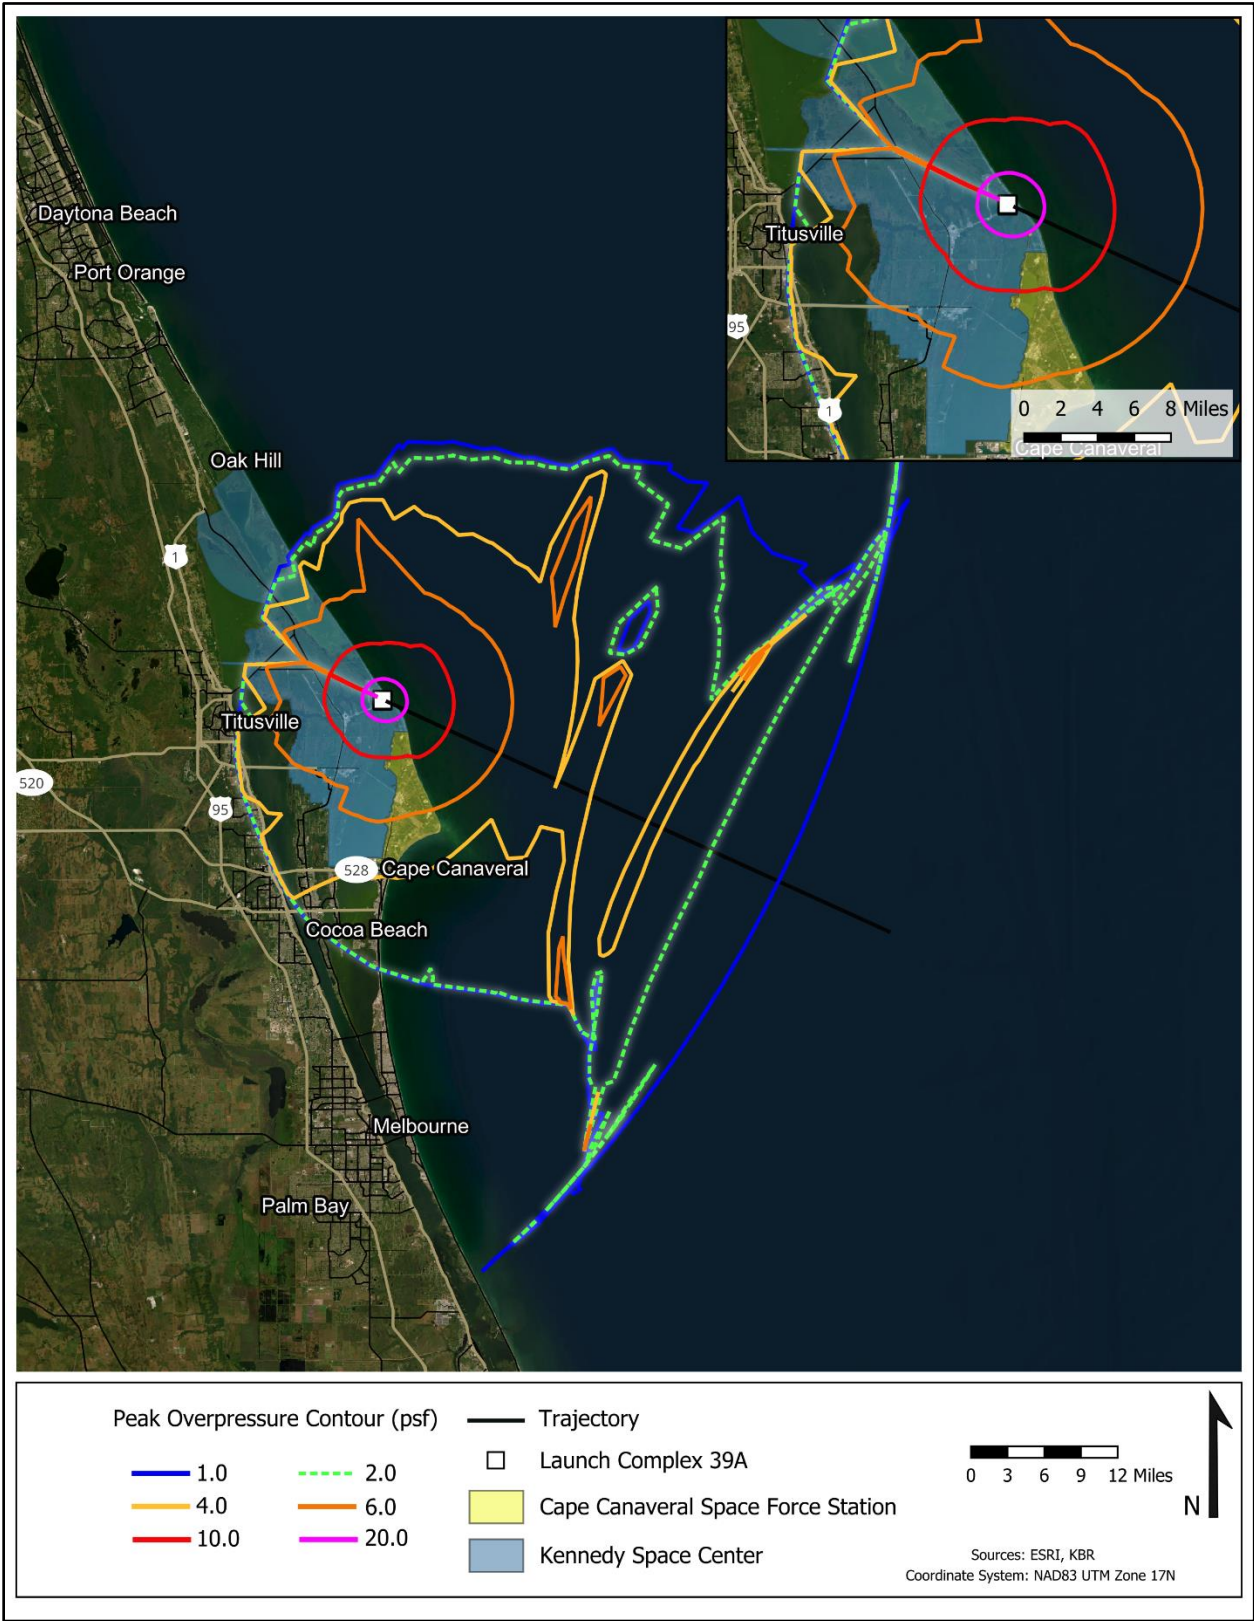 Daytona Beach
Port Orange
Oak Hill
1
Titusville
520
95
528
Cape Canaveral
Cocoa Beach
Melbourne
Palm Bay
Titusville
95
1
0 2 4 6 8 Miles
Cape Canaveral
Peak Overpressure Contour (psf)
1.0
2.0
4.0
6.0
10.0
20.0
Trajectory
Launch Complex 39A
Cape Canaveral Space Force Station
Kennedy Space Center
0 3 6 9 12 Miles
N
Sources: ESRI, KBR
Coordinate System: NAD83 UTM Zone 17N